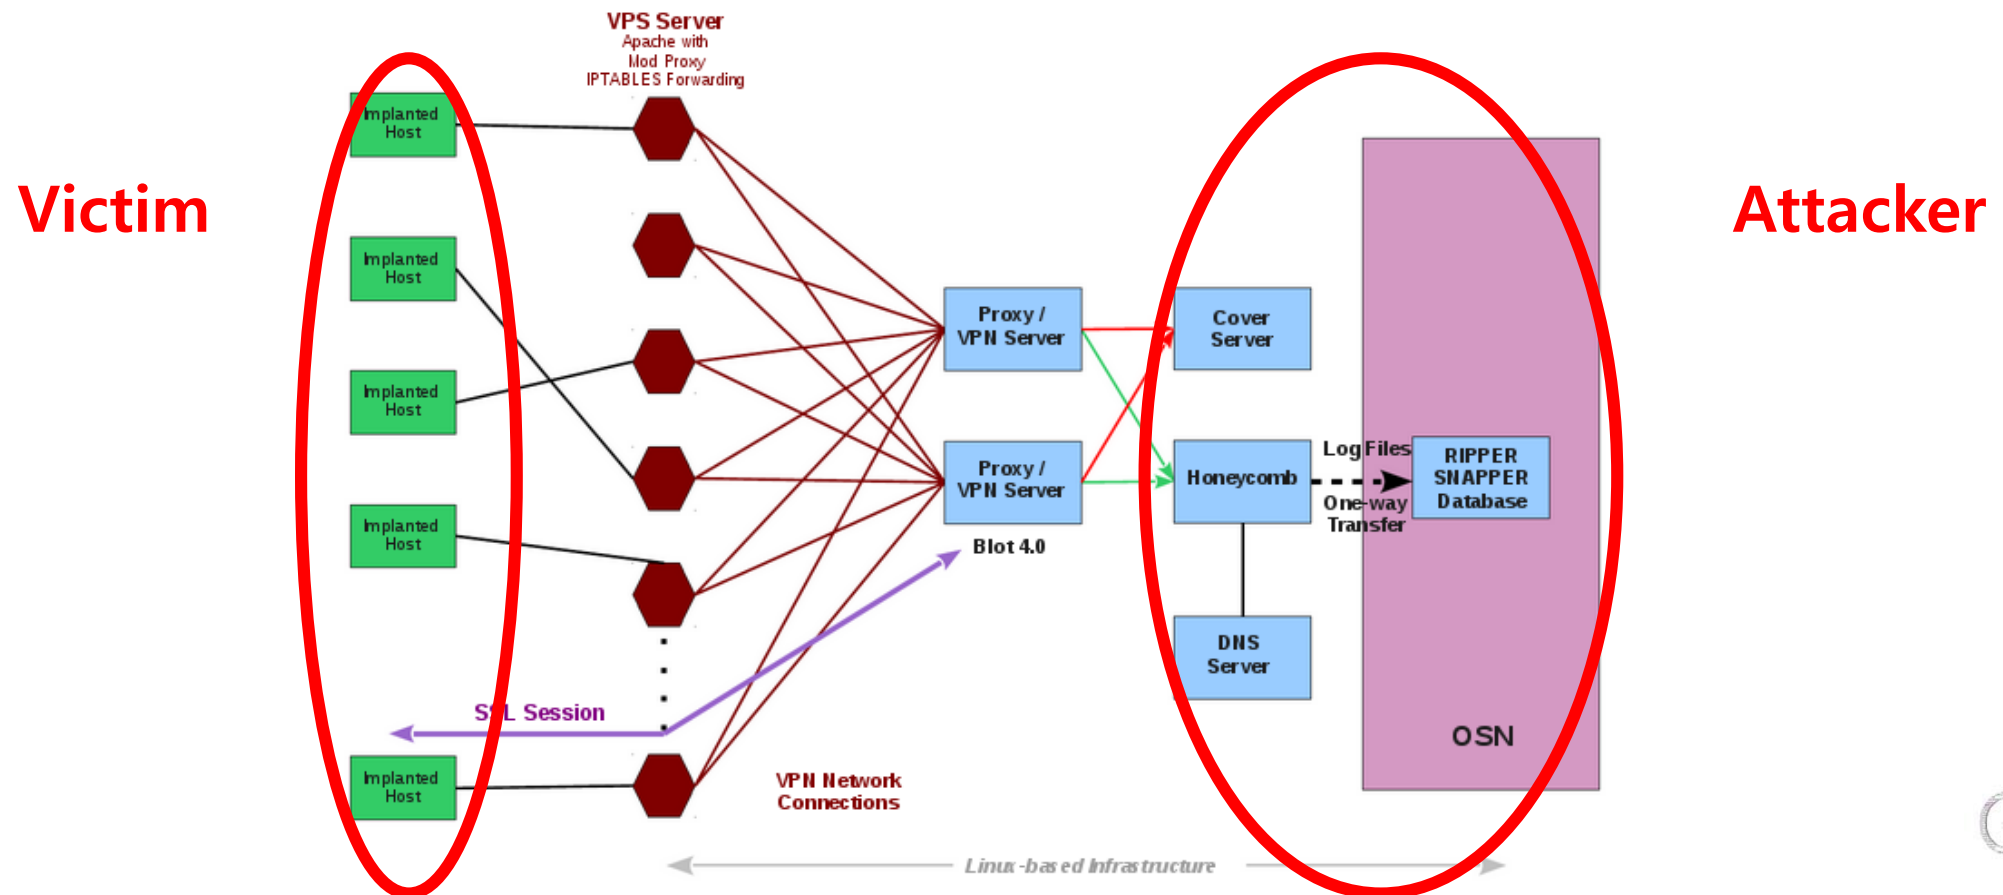 VPS Server
Apache with
Mod Proxy
IPTABLES Forwarding
Victim
Attacker
Implanted
Host
Implanted
Host
Implanted
Host
Implanted
Host
Implanted
Host
Proxy /
VPN Server
Proxy /
VPN Server
Blot 4.0
Cover
Server
Honeycomb
Log Files
One-way
Transfer
RIPPER
SNAPPER
Database
DNS
Server
OSN
SSL Session
VPN Network
Connections
Linux-based Infrastructure